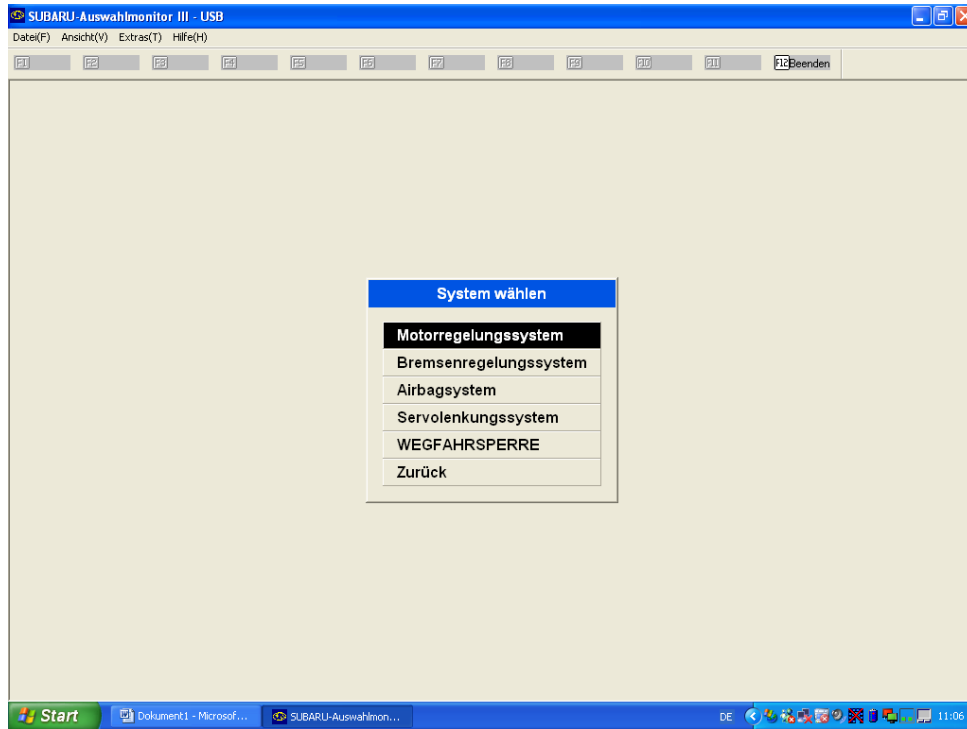 SUBARU-Auswahlmonitor III - USB
Datei(F) Ansicht(V) Extras(T) Hilfe(H)
F1 F2 F3 F4 F5 F6 F7 F8 F9 F10 F11 F12 Beenden
System wählen
Motorregelungssystem
Bremsenregelungssystem
Airbagsystem
Servolenkungssystem
WEGFAHRSPERRE
Zurück
Start Dokument1 - Microsof... SUBARU-Auswahlmon... DE 11:06